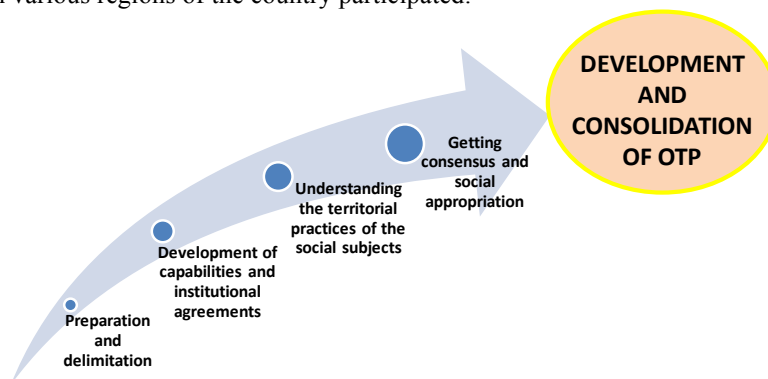 various regions of the country participated.
DEVELOPMENT
AND
CONSOLIDATION
OF OTP
Getting
consensus and
social
appropriation
Understanding
the territorial
practices of the
social subjects
Development of
capabilities and
institutional
agreements
Preparation
and
delimitation